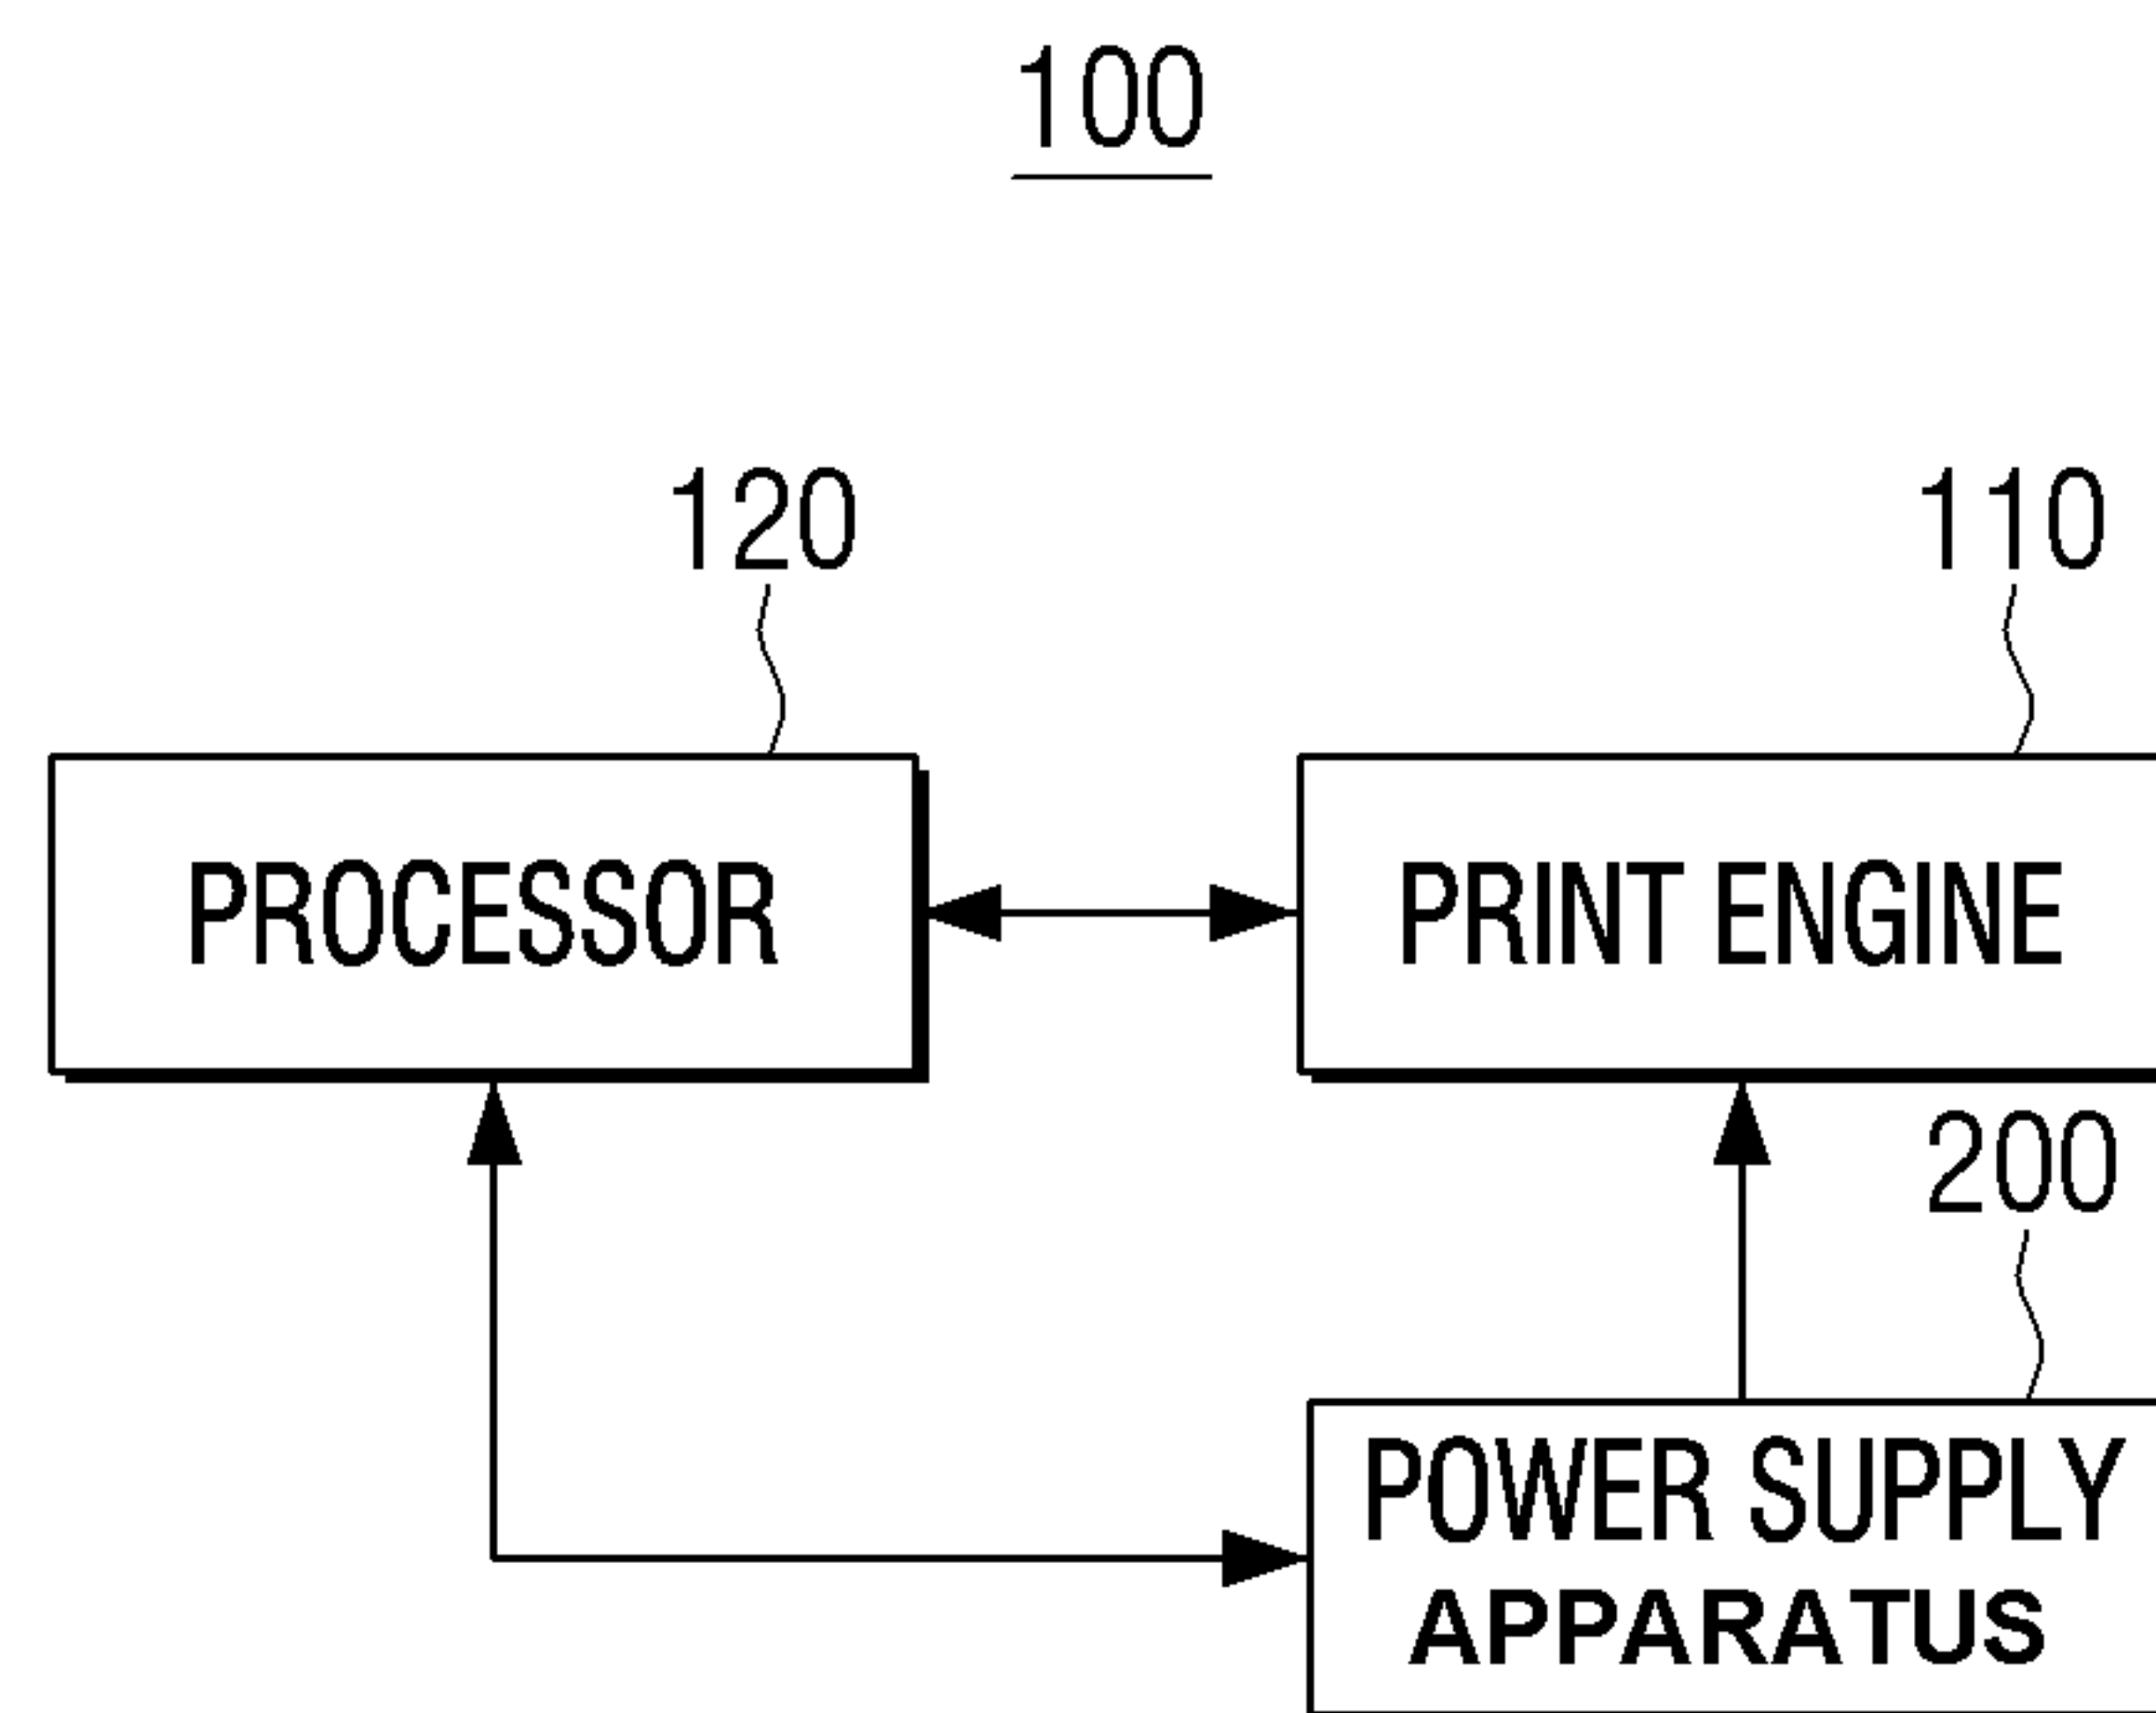 100
120
110
PROCESSOR
PRINT ENGINE
200
POWER SUPPLY
APPARATUS